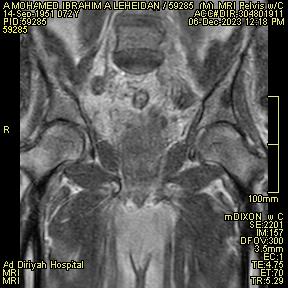 A MOHAMED IBRAHIM A LEHEIDAN / 59285 (M) MRI Pelvis w/C
14-Sep-1951 072Y ACC#DIR:304801911
PID:59285 06-Dec-2023 12:18 PM
59285
R
100mm
mDIXON_w C
SE:2201
IM:157
DFOV:300
3.5mm
EC:1
Ad Diriyah Hospital TE:4.75
MRI ET:70
MRI TR:5.29